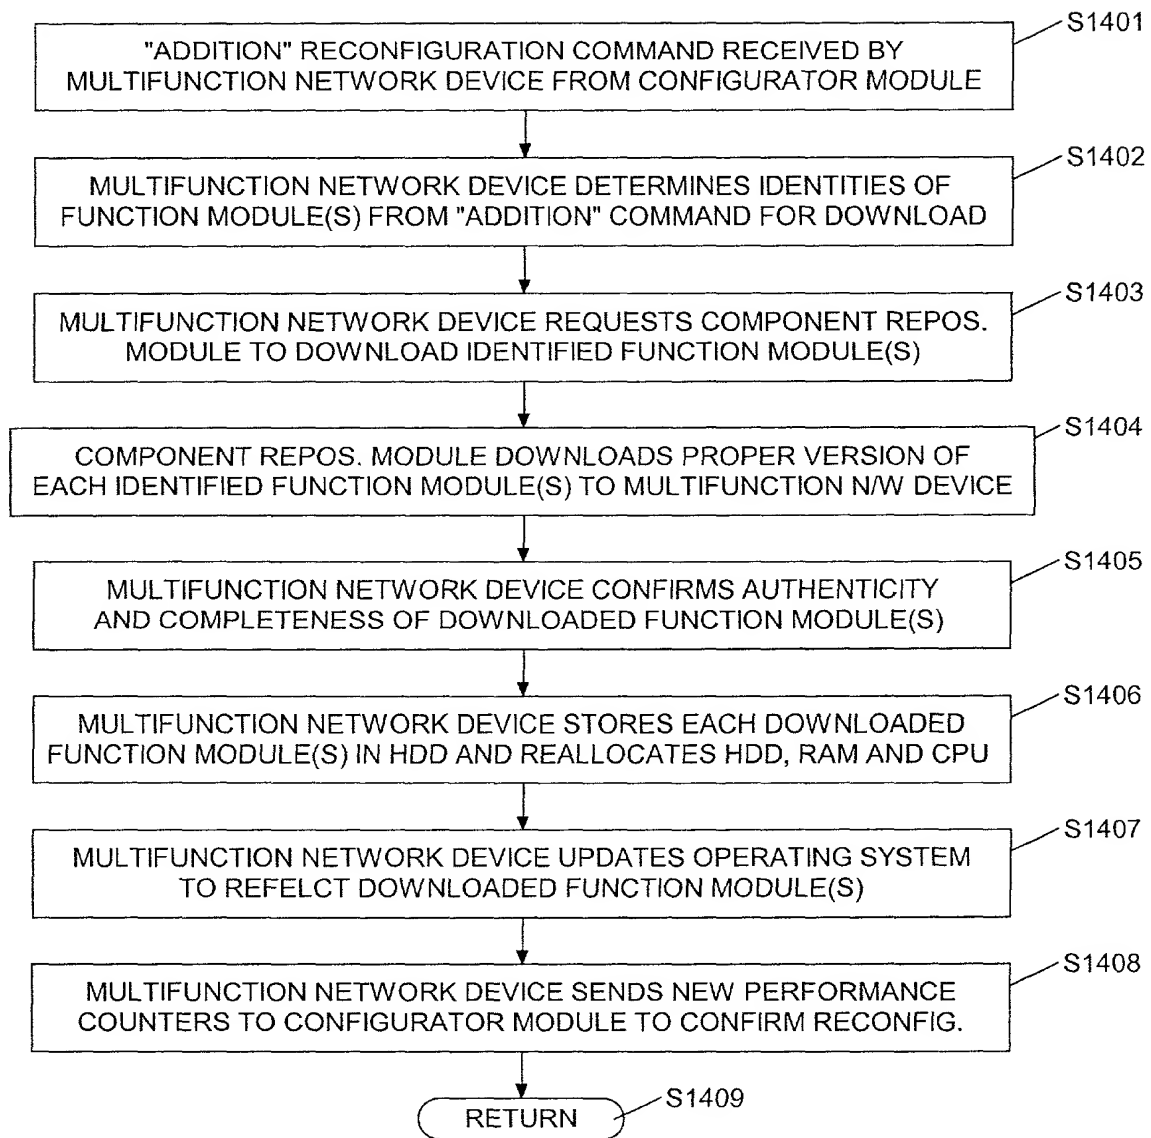 S1401
"ADDITION" RECONFIGURATION COMMAND RECEIVED BY
MULTIFUNCTION NETWORK DEVICE FROM CONFIGURATOR MODULE
S1402
MULTIFUNCTION NETWORK DEVICE DETERMINES IDENTITIES OF
FUNCTION MODULE(S) FROM "ADDITION" COMMAND FOR DOWNLOAD
S1403
MULTIFUNCTION NETWORK DEVICE REQUESTS COMPONENT REPOS.
MODULE TO DOWNLOAD IDENTIFIED FUNCTION MODULE(S)
S1404
COMPONENT REPOS. MODULE DOWNLOADS PROPER VERSION OF
EACH IDENTIFIED FUNCTION MODULE(S) TO MULTIFUNCTION N/W DEVICE
S1405
MULTIFUNCTION NETWORK DEVICE CONFIRMS AUTHENTICITY
AND COMPLETENESS OF DOWNLOADED FUNCTION MODULE(S)
S1406
MULTIFUNCTION NETWORK DEVICE STORES EACH DOWNLOADED
FUNCTION MODULE(S) IN HDD AND REALLOCATES HDD, RAM AND CPU
S1407
MULTIFUNCTION NETWORK DEVICE UPDATES OPERATING SYSTEM
TO REFELCT DOWNLOADED FUNCTION MODULE(S)
S1408
MULTIFUNCTION NETWORK DEVICE SENDS NEW PERFORMANCE
COUNTERS TO CONFIGURATOR MODULE TO CONFIRM RECONFIG.
S1409
RETURN